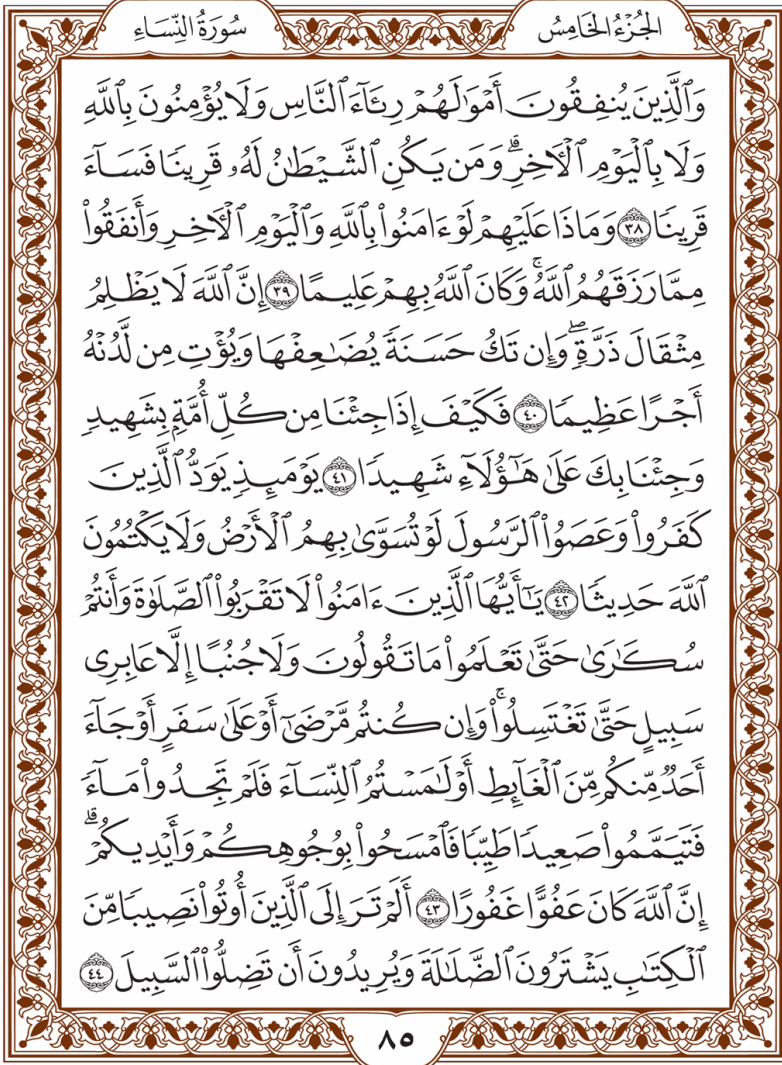 الجُزْءُ الخَامِسُ
سُورَةُ النِّسَاءِ
وَٱلَّذِينَ يُنفِقُونَ أَمْوَٰلَهُمْ رِئَآءَ ٱلنَّاسِ وَلَا يُؤْمِنُونَ بِٱللَّهِ
وَلَا بِٱلْيَوْمِ ٱلْـَٔاخِرِۗ وَمَن يَكُنِ ٱلشَّيْطَٰنُ لَهُۥ قَرِينٗا فَسَآءَ
قَرِينٗا ٣٨ وَمَاذَا عَلَيْهِمْ لَوْ ءَامَنُوا۟ بِٱللَّهِ وَٱلْيَوْمِ ٱلْـَٔاخِرِ وَأَنفَقُوا۟
مِمَّا رَزَقَهُمُ ٱللَّهُۚ وَكَانَ ٱللَّهُ بِهِمْ عَلِيمًا ٣٩ إِنَّ ٱللَّهَ لَا يَظْلِمُ
مِثْقَالَ ذَرَّةٖۖ وَإِن تَكُ حَسَنَةٗ يُضَٰعِفْهَا وَيُؤْتِ مِن لَّدُنْهُ
أَجْرًا عَظِيمٗا ٤٠ فَكَيْفَ إِذَا جِئْنَا مِن كُلِّ أُمَّةِۭ بِشَهِيدٖ
وَجِئْنَا بِكَ عَلَىٰ هَٰٓؤُلَآءِ شَهِيدٗا ٤١ يَوْمَئِذٖ يَوَدُّ ٱلَّذِينَ
كَفَرُوا۟ وَعَصَوُا۟ ٱلرَّسُولَ لَوْ تُسَوَّىٰ بِهِمُ ٱلْأَرْضُ وَلَا يَكْتُمُونَ
ٱللَّهَ حَدِيثٗا ٤٢ يَٰٓأَيُّهَا ٱلَّذِينَ ءَامَنُوا۟ لَا تَقْرَبُوا۟ ٱلصَّلَوٰةَ وَأَنتُمْ
سُكَٰرَىٰ حَتَّىٰ تَعْلَمُوا۟ مَا تَقُولُونَ وَلَا جُنُبًا إِلَّا عَابِرِى
سَبِيلٍ حَتَّىٰ تَغْتَسِلُوا۟ۚ وَإِن كُنتُم مَّرْضَىٰٓ أَوْ عَلَىٰ سَفَرٍ أَوْ جَآءَ
أَحَدٞ مِّنكُم مِّنَ ٱلْغَآئِطِ أَوْ لَٰمَسْتُمُ ٱلنِّسَآءَ فَلَمْ تَجِدُوا۟ مَآءٗ
فَتَيَمَّمُوا۟ صَعِيدٗا طَيِّبٗا فَٱمْسَحُوا۟ بِوُجُوهِكُمْ وَأَيْدِيكُمْۗ
إِنَّ ٱللَّهَ كَانَ عَفُوًّا غَفُورًا ٤٣ أَلَمْ تَرَ إِلَى ٱلَّذِينَ أُوتُوا۟ نَصِيبٗا مِّنَ
ٱلْكِتَٰبِ يَشْتَرُونَ ٱلضَّلَٰلَةَ وَيُرِيدُونَ أَن تَضِلُّوا۟ ٱلسَّبِيلَ ٤٤
٨٥